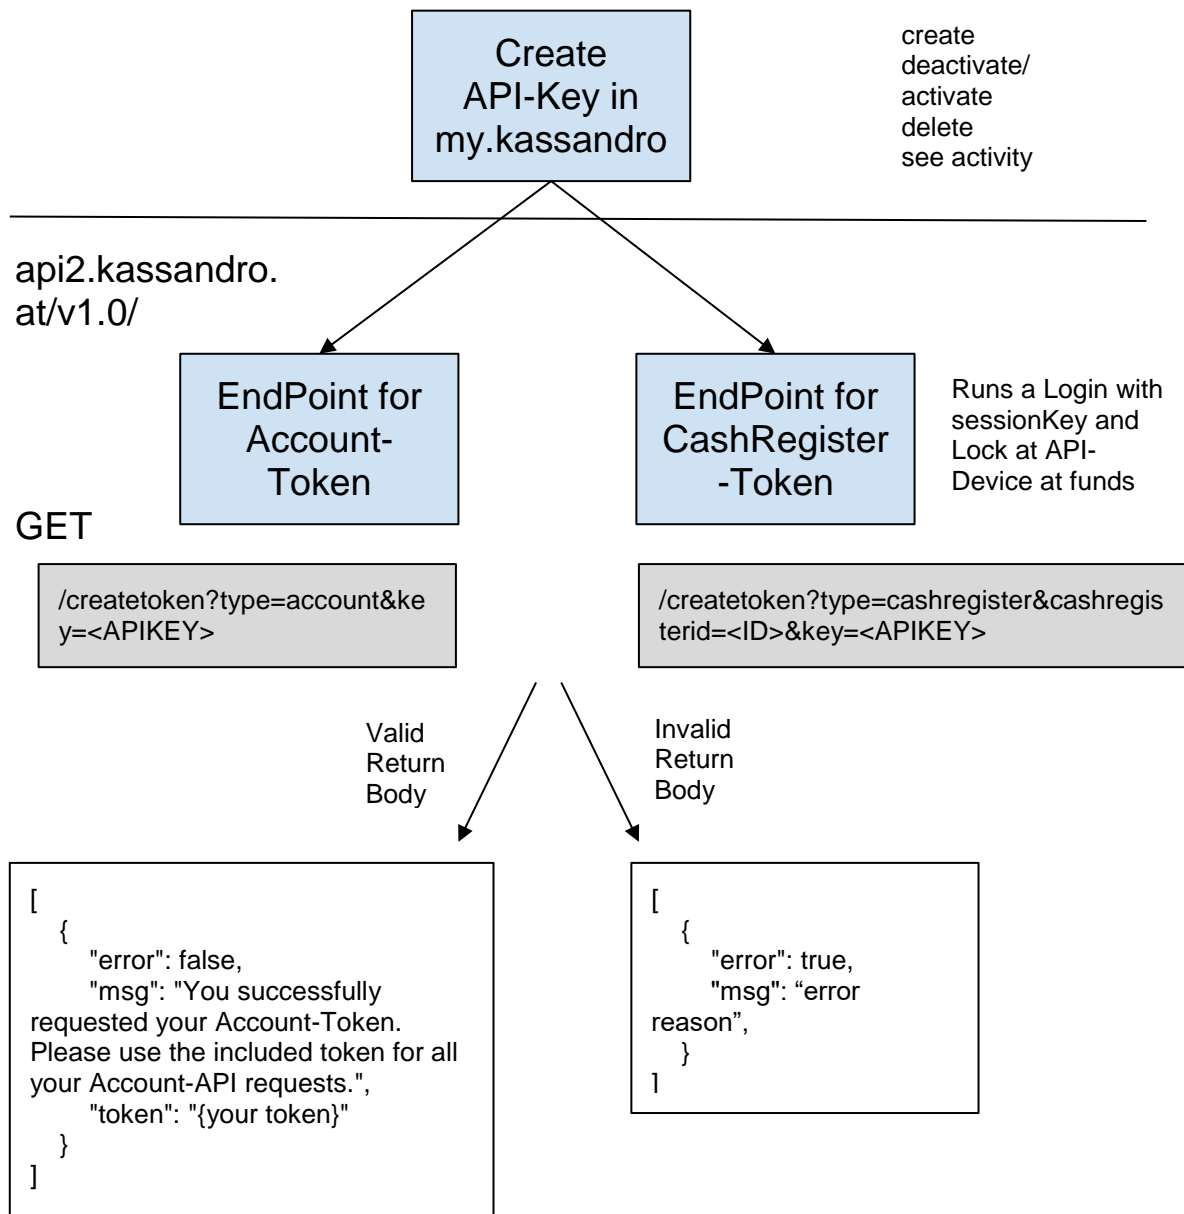 Create
API-Key in
my.kassandro
create
deactivate/
activate
delete
see activity
api2.kassandro.
at/v1.0/
EndPoint for
Account-
Token
EndPoint for
CashRegister
-Token
Runs a Login with
sessionKey and
Lock at API-
Device at funds
GET
/createtoken?type=account&ke
y=<APIKEY>
/createtoken?type=cashregister&cashregis
terid=<ID>&key=<APIKEY>
Valid
Return
Body
Invalid
Return
Body
[
{
"error": false,
"msg": "You successfully
requested your Account-Token.
Please use the included token for all
your Account-API requests.",
"token": "{your token}"
}
]
[
{
"error": true,
"msg": “error
reason”,
}
]